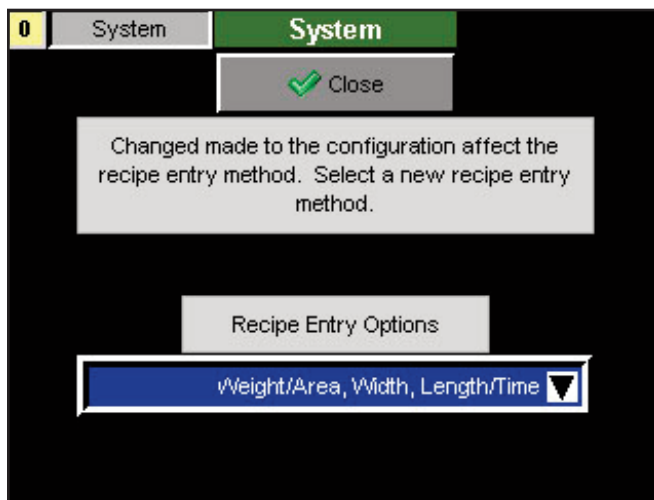 0 System System
Close
Changed made to the configuration affect the
recipe entry method. Select a new recipe entry
method.
Recipe Entry Options
Weight/Area, Width, Length/Time